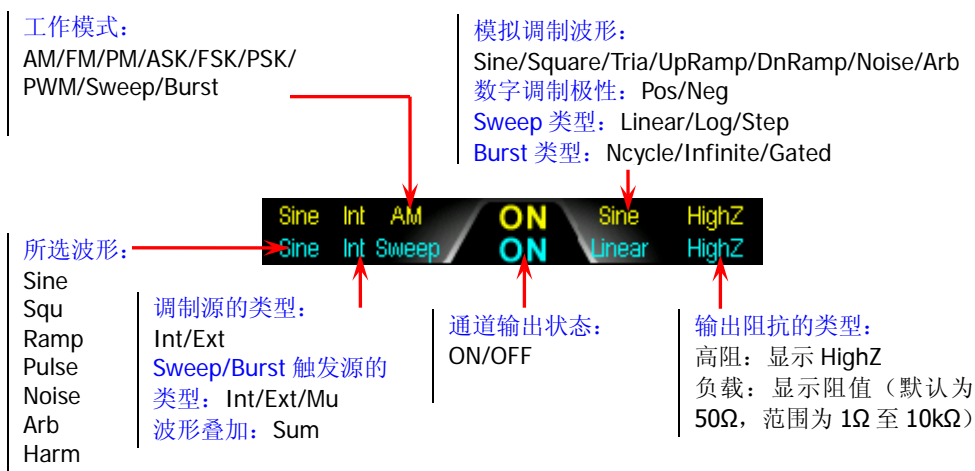 工作模式：
AM/FM/PM/ASK/FSK/PSK/
PWM/Sweep/Burst
模拟调制波形：
Sine/Square/Tria/UpRamp/DnRamp/Noise/Arb
数字调制极性：Pos/Neg
Sweep 类型：Linear/Log/Step
Burst 类型：Ncycle/Infinite/Gated
Sine Int AM ON Sine HighZ
Sine Int Sweep ON Linear HighZ
所选波形：
Sine
Squ
Ramp
Pulse
Noise
Arb
Harm
调制源的类型：
Int/Ext
Sweep/Burst 触发源的
类型：Int/Ext/Mu
波形叠加：Sum
通道输出状态：
ON/OFF
输出阻抗的类型：
高阻：显示 HighZ
负载：显示阻值（默认为
50Ω，范围为 1Ω 至 10kΩ）